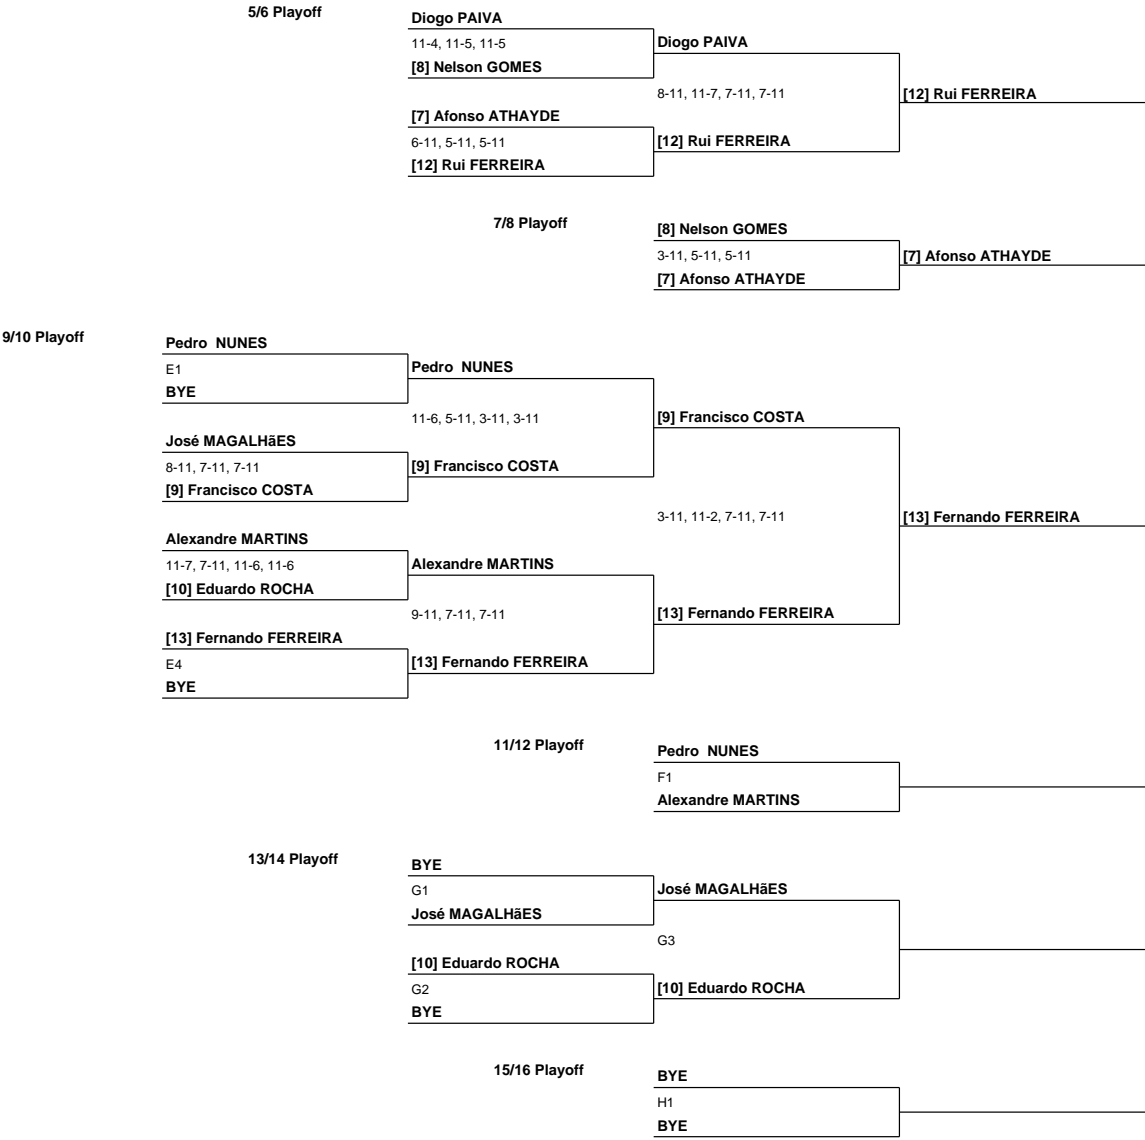 5/6 Playoff
Diogo PAIVA
11-4, 11-5, 11-5
Diogo PAIVA
[8] Nelson GOMES
8-11, 11-7, 7-11, 7-11
[12] Rui FERREIRA
[7] Afonso ATHAYDE
6-11, 5-11, 5-11
[12] Rui FERREIRA
[12] Rui FERREIRA
7/8 Playoff
[8] Nelson GOMES
3-11, 5-11, 5-11
[7] Afonso ATHAYDE
[7] Afonso ATHAYDE
9/10 Playoff
Pedro  NUNES
E1
Pedro  NUNES
BYE
11-6, 5-11, 3-11, 3-11
[9] Francisco COSTA
José MAGALHãES
8-11, 7-11, 7-11
[9] Francisco COSTA
[9] Francisco COSTA
3-11, 11-2, 7-11, 7-11
[13] Fernando FERREIRA
Alexandre MARTINS
11-7, 7-11, 11-6, 11-6
Alexandre MARTINS
[10] Eduardo ROCHA
9-11, 7-11, 7-11
[13] Fernando FERREIRA
[13] Fernando FERREIRA
E4
[13] Fernando FERREIRA
BYE
11/12 Playoff
Pedro  NUNES
F1
Alexandre MARTINS
13/14 Playoff
BYE
G1
José MAGALHãES
José MAGALHãES
G3
[10] Eduardo ROCHA
G2
[10] Eduardo ROCHA
BYE
15/16 Playoff
BYE
H1
BYE